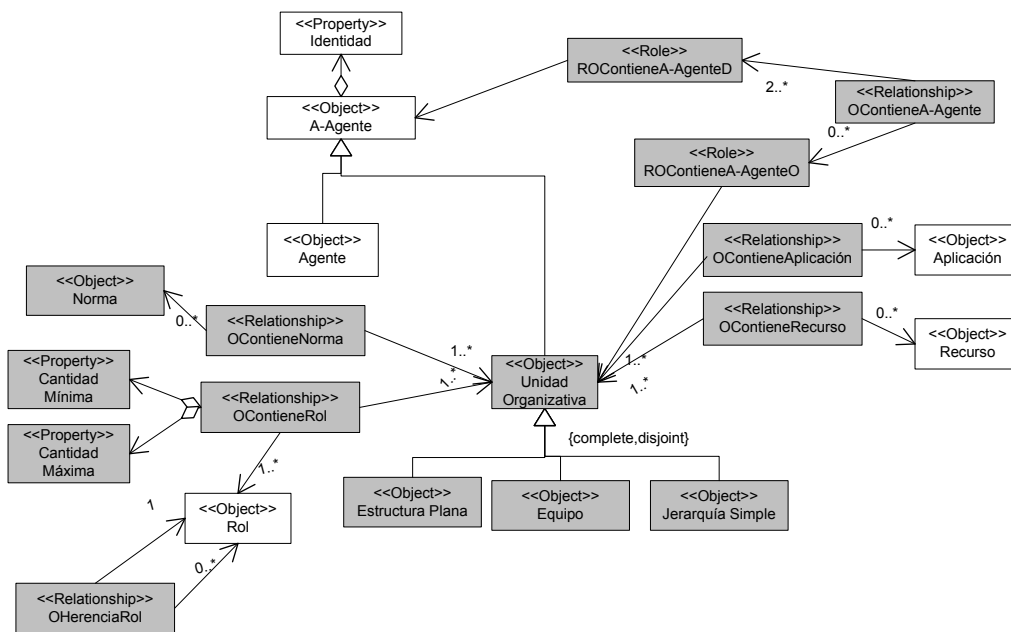 <<Property>>
Identidad
<<Role>>
ROContieneA-AgenteD
2..*
<<Relationship>>
OContieneA-Agente
<<Object>>
A-Agente
0..*
<<Role>>
ROContieneA-AgenteO
<<Object>>
Agente
<<Relationship>>
OContieneAplicación
0..*
<<Object>>
Aplicación
<<Object>>
Norma
0..*
<<Relationship>>
OContieneNorma
1..*
<<Relationship>>
OContieneRecurso
0..*
<<Object>>
Recurso
<<Property>>
Cantidad
Mínima
<<Relationship>>
OContieneRol
1..*
<<Object>>
Unidad
Organizativa
1..*
1..*
<<Property>>
Cantidad
Máxima
{complete,disjoint}
1..*
<<Object>>
Estructura Plana
<<Object>>
Equipo
<<Object>>
Jerarquía Simple
1
<<Object>>
Rol
0..*
<<Relationship>>
OHerenciaRol